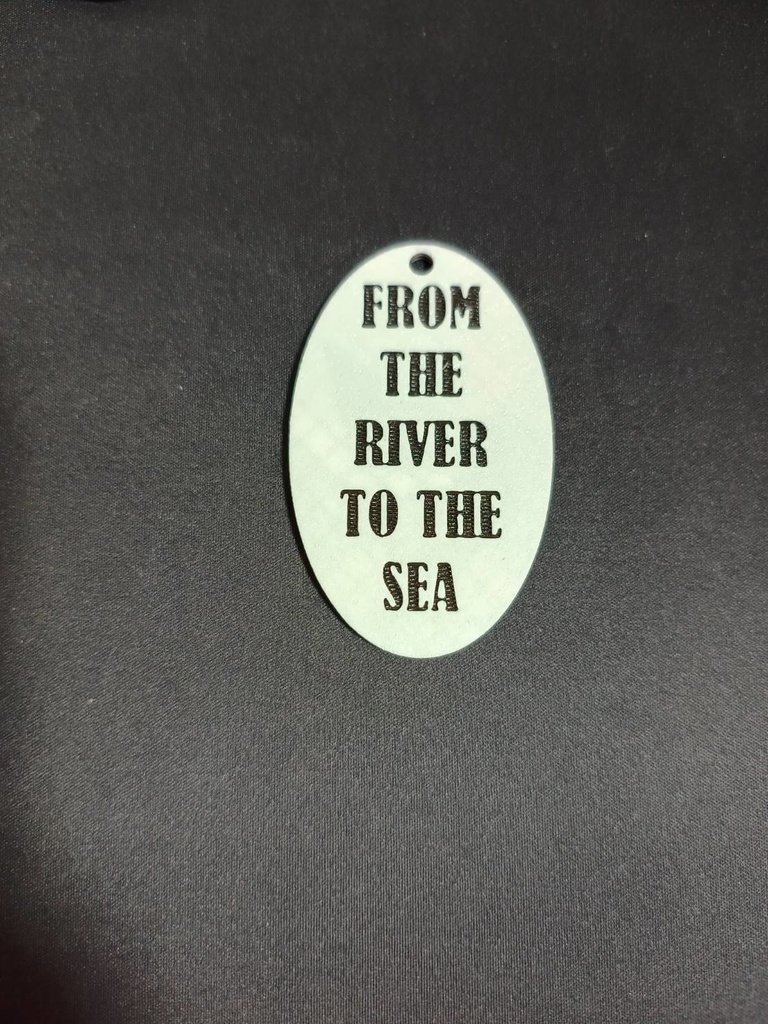 FROM
THE
RIVER
TO THE
SEA